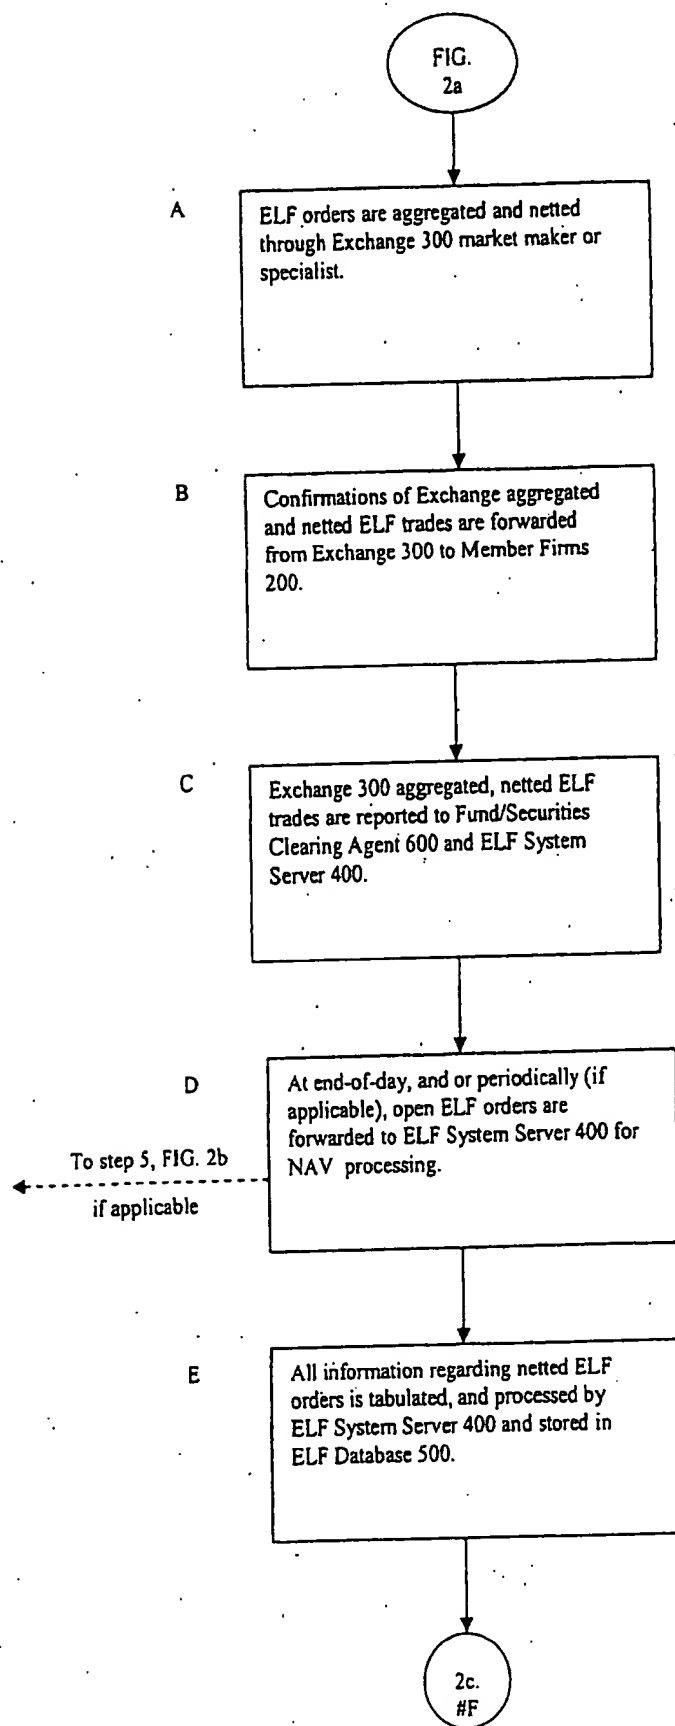 FIG.
2a
A
ELF orders are aggregated and netted
through Exchange 300 market maker or
specialist.
B
Confirmations of Exchange aggregated
and netted ELF trades are forwarded
from Exchange 300 to Member Firms
200.
C
Exchange 300 aggregated, netted ELF
trades are reported to Fund/Securities
Clearing Agent 600 and ELF System
Server 400.
D
At end-of-day, and or periodically (if
applicable), open ELF orders are
forwarded to ELF System Server 400 for
NAV processing.
To step 5, FIG. 2b
if applicable
E
All information regarding netted ELF
orders is tabulated, and processed by
ELF System Server 400 and stored in
ELF Database 500.
2c.
#F